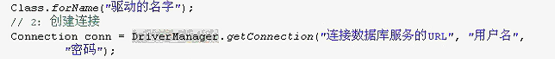 Class.forName("驱动的名字");
// 2: 创建连接
Connection conn = DriverManager.getConnection("连接数据库服务的URL", "用户名",
"密码");